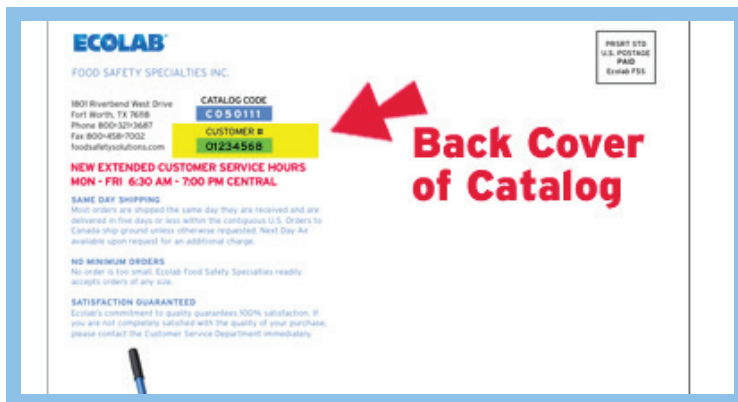 ECOLAB
FOOD SAFETY SPECIALTIES INC.
1801 Riverbend West Drive
Fort Worth, TX 76118
Phone 800•321•3687
Fax 800•458•7002
foodsafetysolutions.com
CATALOG CODE
C050111
CUSTOMER #
01234568
NEW EXTENDED CUSTOMER SERVICE HOURS
MON - FRI 6:30 AM - 7:00 PM CENTRAL
SAME DAY SHIPPING
Most orders are shipped the same day they are received and are
delivered in five days or less within the contiguous U.S. Orders to
Canada ship ground unless otherwise requested. Next Day Air
available upon request for an additional charge.
NO MINIMUM ORDERS
No order is too small. Ecolab Food Safety Specialties readily
accepts orders of any size.
SATISFACTION GUARANTEED
Ecolab's commitment to quality guarantees 100% satisfaction. If
you are not completely satisfied with the quality of your purchase,
please contact the Customer Service Department immediately.
PRSRT STD
U.S. POSTAGE
PAID
Ecolab FSS
Back Cover
of Catalog